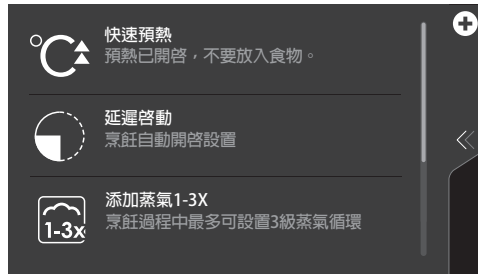 快速預熱
預熱已開啓，不要放入食物。
延遲啓動
烹飪自動開啓設置
1-3x
添加蒸氣1-3X
烹飪過程中最多可設置3級蒸氣循環